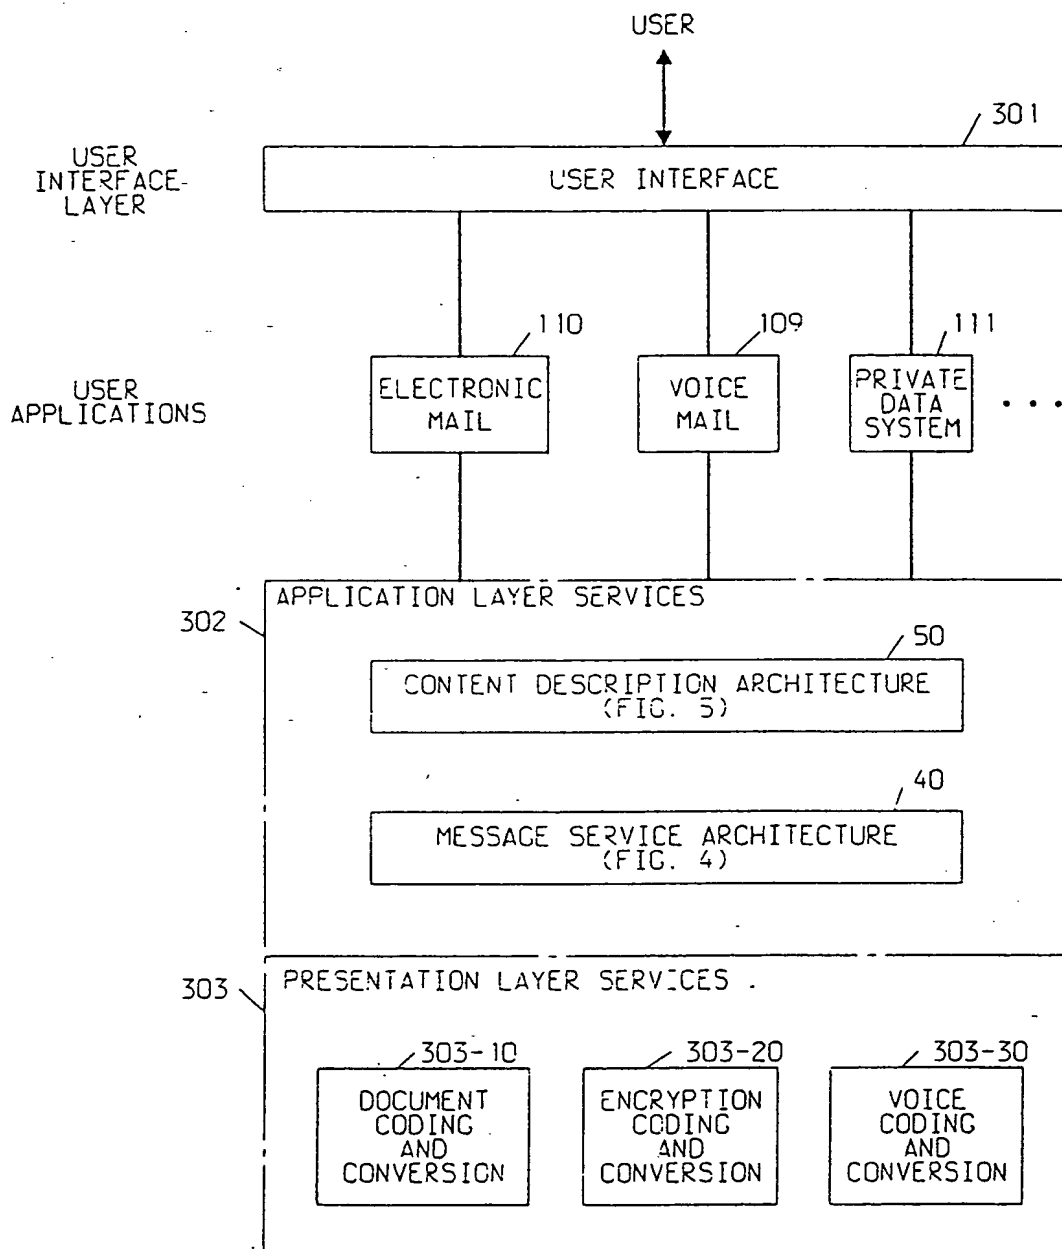 USER
301
USER
INTERFACE-
LAYER
USER INTERFACE
110
109
111
USER
APPLICATIONS
ELECTRONIC
MAIL
VOICE
MAIL
PRIVATE
DATA
SYSTEM
. . .
APPLICATION LAYER SERVICES
302
50
CONTENT DESCRIPTION ARCHITECTURE
(FIG. 5)
40
MESSAGE SERVICE ARCHITECTURE
(FIG. 4)
303
PRESENTATION LAYER SERVICES .
303-10
303-20
303-30
DOCUMENT
CODING
AND
CONVERSION
ENCRYPTION
CODING
AND
CONVERSION
VOICE
CODING
AND
CONVERSION